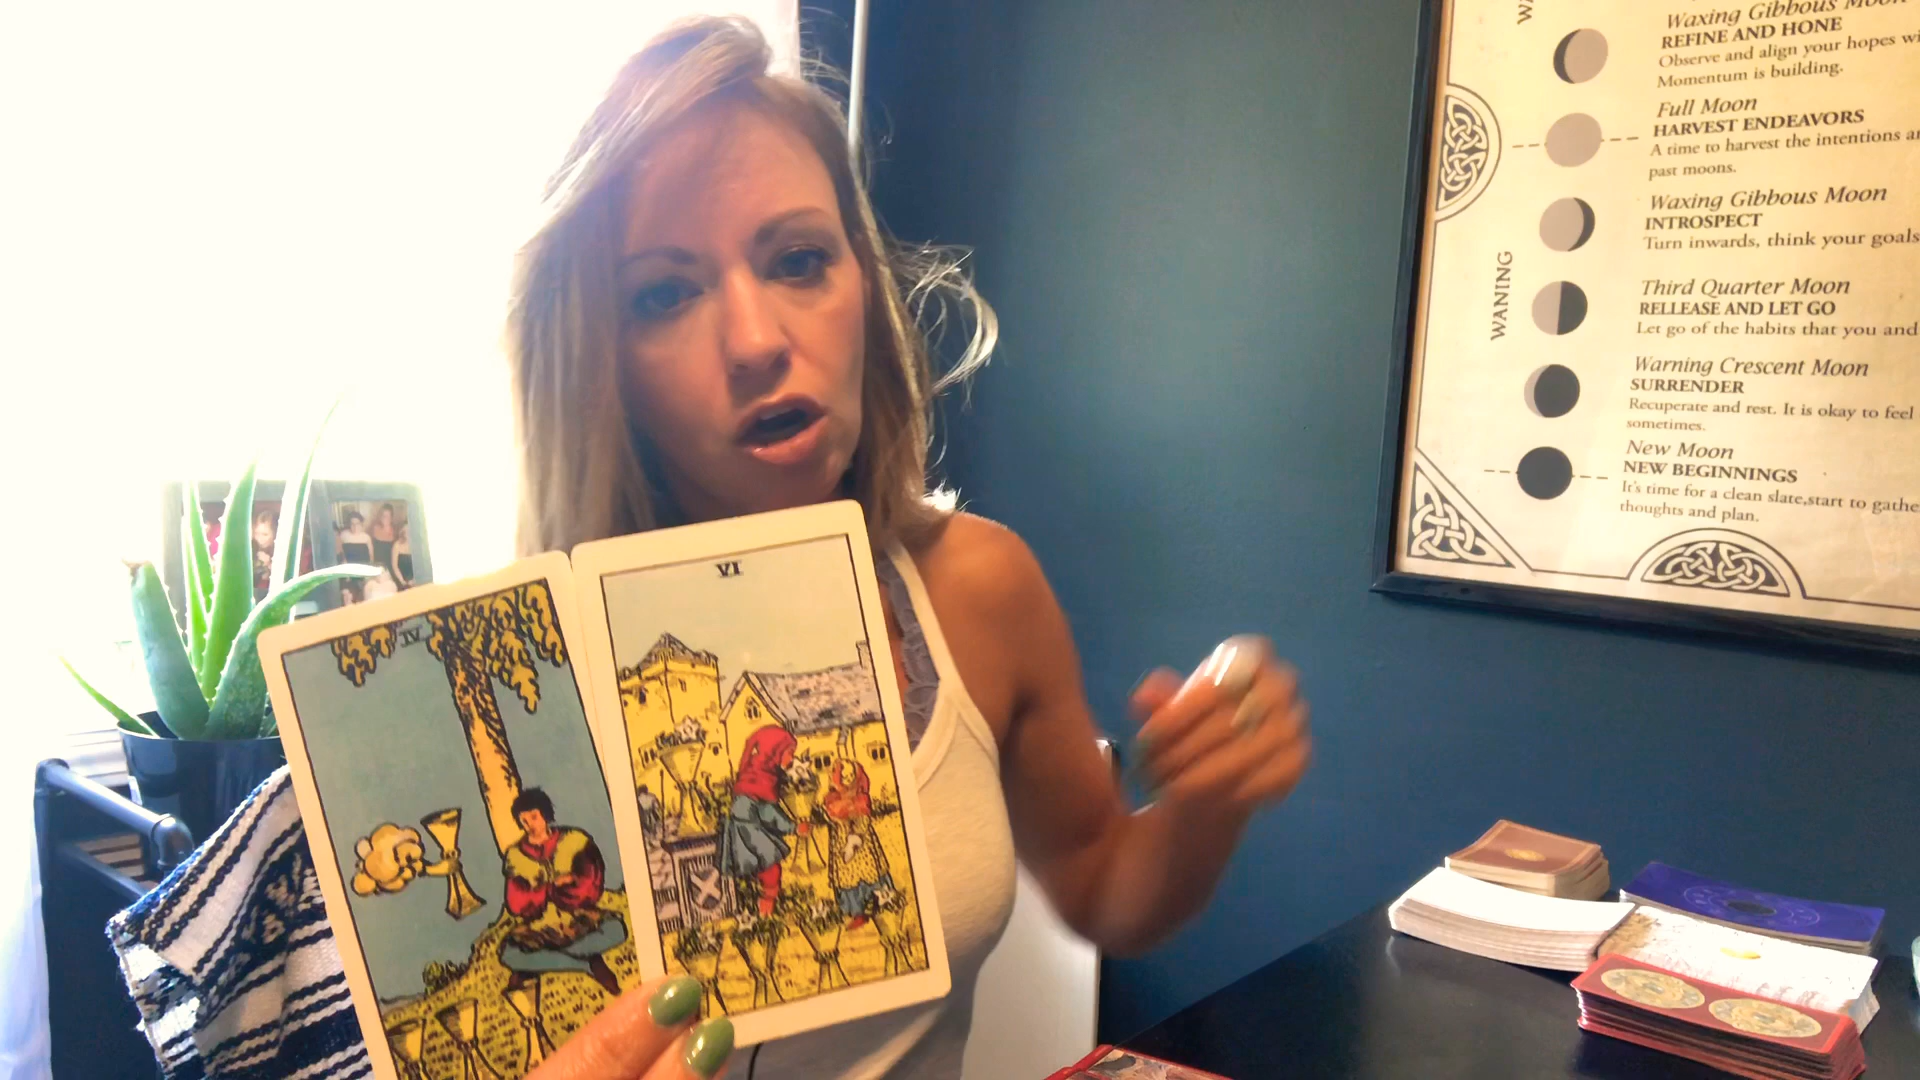 IV
VI
WA
Waxing Gibbous Moon
REFINE AND HONE
Observe and align your hopes wi
Momentum is building.
Full Moon
HARVEST ENDEAVORS
A time to harvest the intentions a
past moons.
Waxing Gibbous Moon
INTROSPECT
Turn inwards, think your goals
WANING
Third Quarter Moon
RELLEASE AND LET GO
Let go of the habits that you and
Warning Crescent Moon
SURRENDER
Recuperate and rest. It is okay to feel
sometimes.
New Moon
NEW BEGINNINGS
It's time for a clean slate,start to gathe
thoughts and plan.